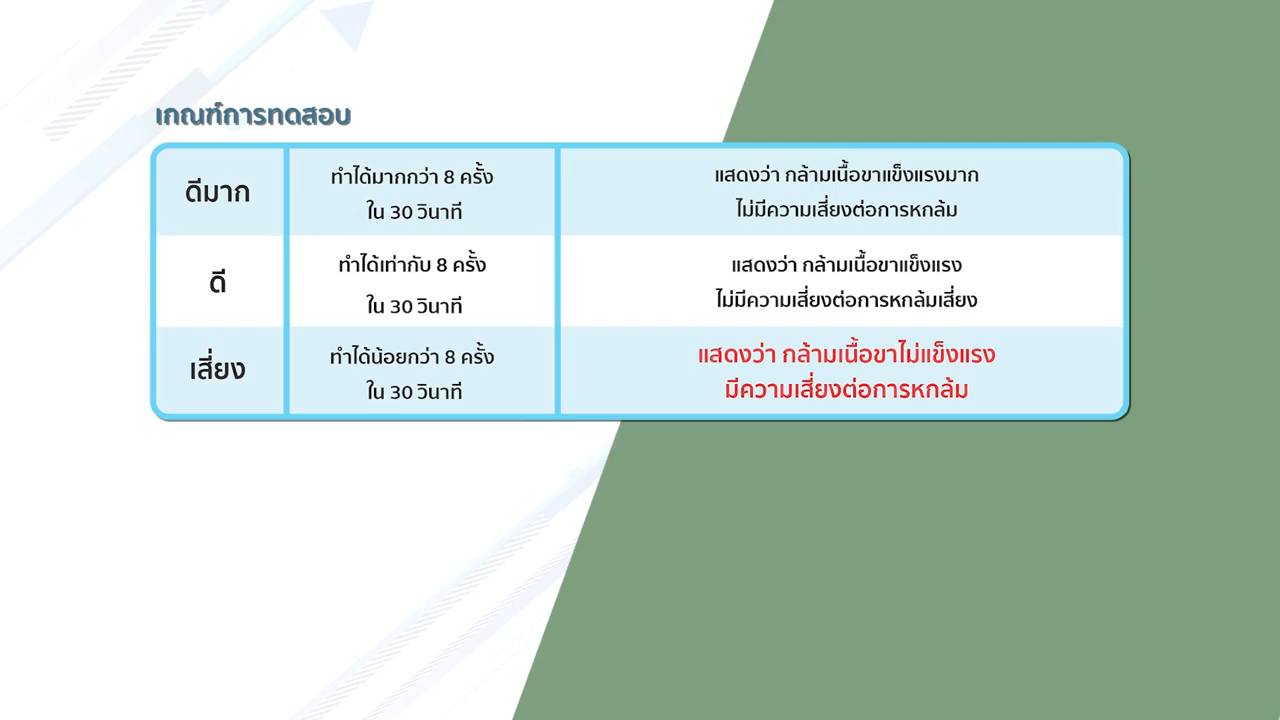 เกณฑ์การทดสอบ
ดีมาก
ทำได้มากกว่า 8 ครั้ง
ใน 30 วินาที
แสดงว่า กล้ามเนื้อขาแข็งแรงมาก
ไม่มีความเสี่ยงต่อการหกล้ม
ดี
ทำได้เท่ากับ 8 ครั้ง
ใน 30 วินาที
แสดงว่า กล้ามเนื้อขาแข็งแรง
ไม่มีความเสี่ยงต่อการหกล้มเสี่ยง
เสี่ยง
ทำได้น้อยกว่า 8 ครั้ง
ใน 30 วินาที
แสดงว่า กล้ามเนื้อขาไม่แข็งแรง
มีความเสี่ยงต่อการหกล้ม